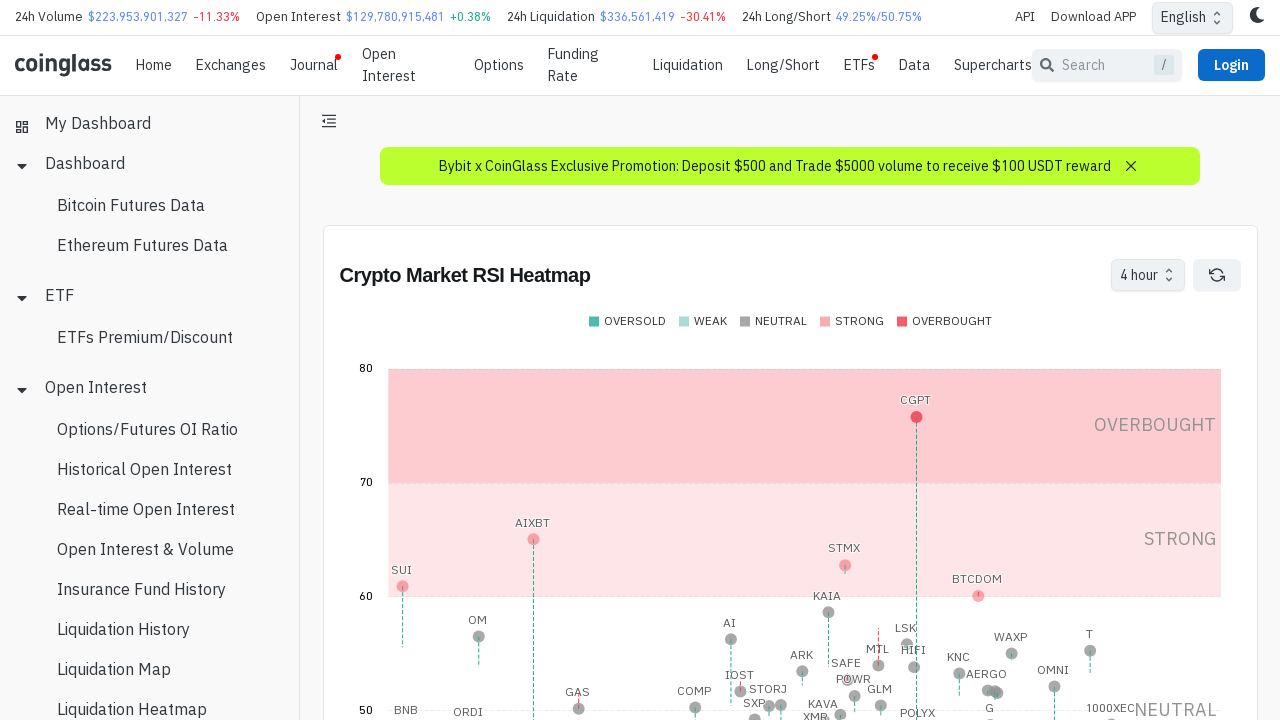 24h Volume $223,953,901,327 -11.33% Open Interest $129,780,915,481 +0.38% 24h Liquidation $336,561,419 -30.41% 24h Long/Short 49.25%/50.75% API Download APP English
coinglass Home Exchanges Journal Open Interest Options Funding Rate Liquidation Long/Short ETFs Data Supercharts Search / Login
My Dashboard
Dashboard
Bitcoin Futures Data
Ethereum Futures Data
ETF
ETFs Premium/Discount
Open Interest
Options/Futures OI Ratio
Historical Open Interest
Real-time Open Interest
Open Interest & Volume
Insurance Fund History
Liquidation History
Liquidation Map
Liquidation Heatmap
Bybit x CoinGlass Exclusive Promotion: Deposit $500 and Trade $5000 volume to receive $100 USDT reward
Crypto Market RSI Heatmap 4 hour
OVERSOLD WEAK NEUTRAL STRONG OVERBOUGHT
80
CGPT
OVERBOUGHT
70
AIXBT
STRONG
STMX
SUI
BTCDOM
60 KAIA
OM AI LSK
WAXP T
MTL HIFI
ARK SAFE KNC
IOST POWR AERGO OMNI
GAS COMP STORJ GLM
SXP KAVA
50 BNB ORDI XMR POLYX G 1000XEC NEUTRAL